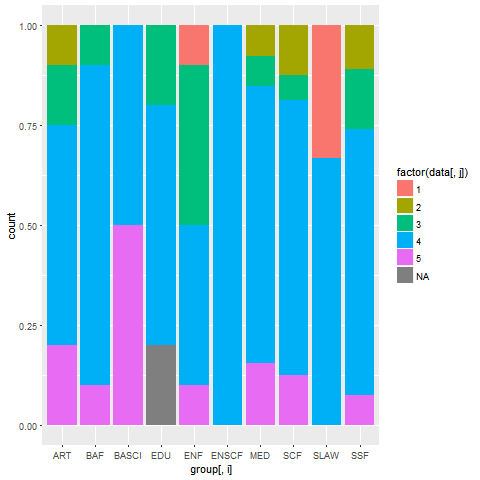 1.00
0.75
0.50
0.25
0.00
count
ART BAF BASCI EDU ENF ENSCF MED SCF SLAW SSF
group[, i]
factor(data[, j])
1
2
3
4
5
NA